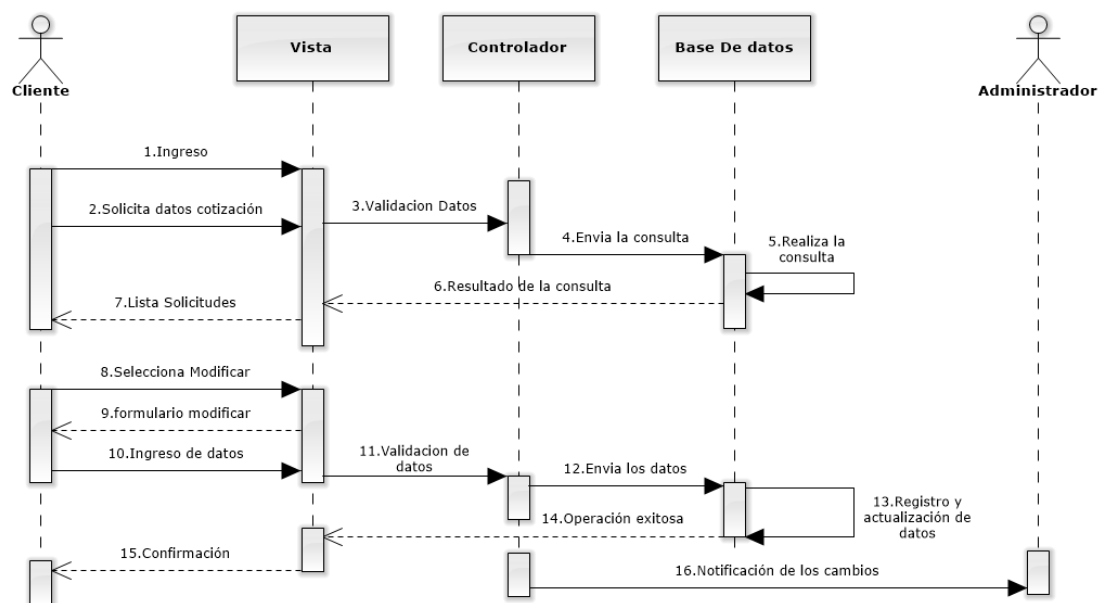 Vista
Controlador
Base De datos
Cliente
Administrador
1.Ingreso
2.Solicita datos cotización
3.Validacion Datos
4.Envia la consulta
5.Realiza la
consulta
6.Resultado de la consulta
7.Lista Solicitudes
8.Selecciona Modificar
9.formulario modificar
10.Ingreso de datos
11.Validacion de
datos
12.Envia los datos
13.Registro y
actualización de
datos
14.Operación exitosa
15.Confirmación
16.Notificación de los cambios